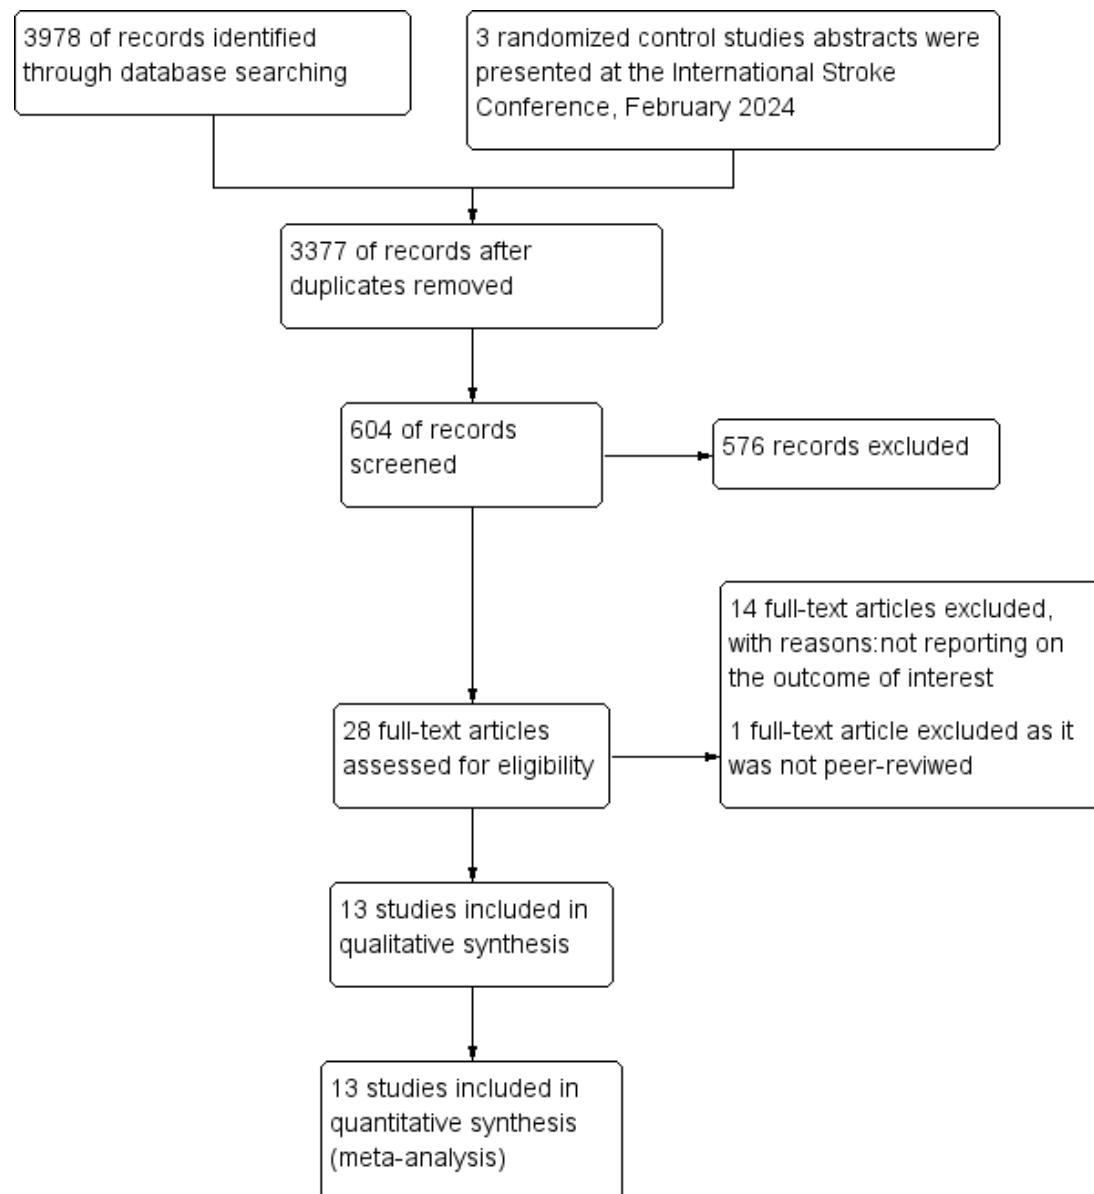 3978 of records identified
through database searching
3 randomized control studies abstracts were
presented at the International Stroke
Conference, February 2024
3377 of records after
duplicates removed
604 of records
screened
576 records excluded
28 full-text articles
assessed for eligibility
14 full-text articles excluded,
with reasons:not reporting on
the outcome of interest
1 full-text article excluded as it
was not peer-reviwed
13 studies included in
qualitative synthesis
13 studies included in
quantitative synthesis
(meta-analysis)